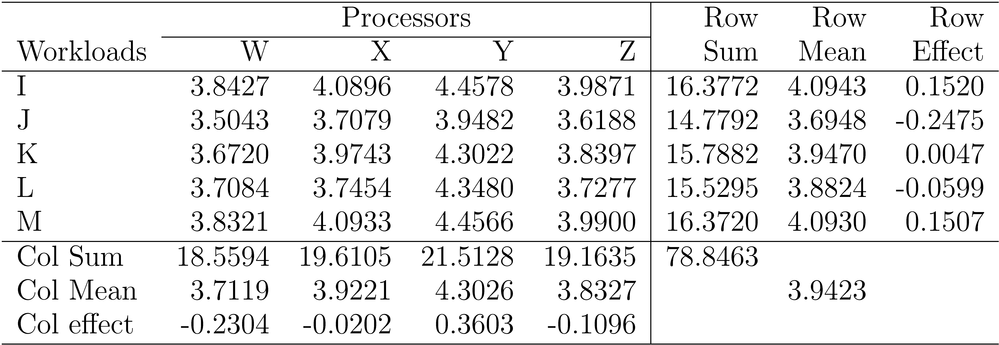 Processors Row Row Row
Workloads W X Y Z Sum Mean Effect
I 3.8427 4.0896 4.4578 3.9871 16.3772 4.0943 0.1520
J 3.5043 3.7079 3.9482 3.6188 14.7792 3.6948 -0.2475
K 3.6720 3.9743 4.3022 3.8397 15.7882 3.9470 0.0047
L 3.7084 3.7454 4.3480 3.7277 15.5295 3.8824 -0.0599
M 3.8321 4.0933 4.4566 3.9900 16.3720 4.0930 0.1507
Col Sum 18.5594 19.6105 21.5128 19.1635 78.8463
Col Mean 3.7119 3.9221 4.3026 3.8327 3.9423
Col effect -0.2304 -0.0202 0.3603 -0.1096